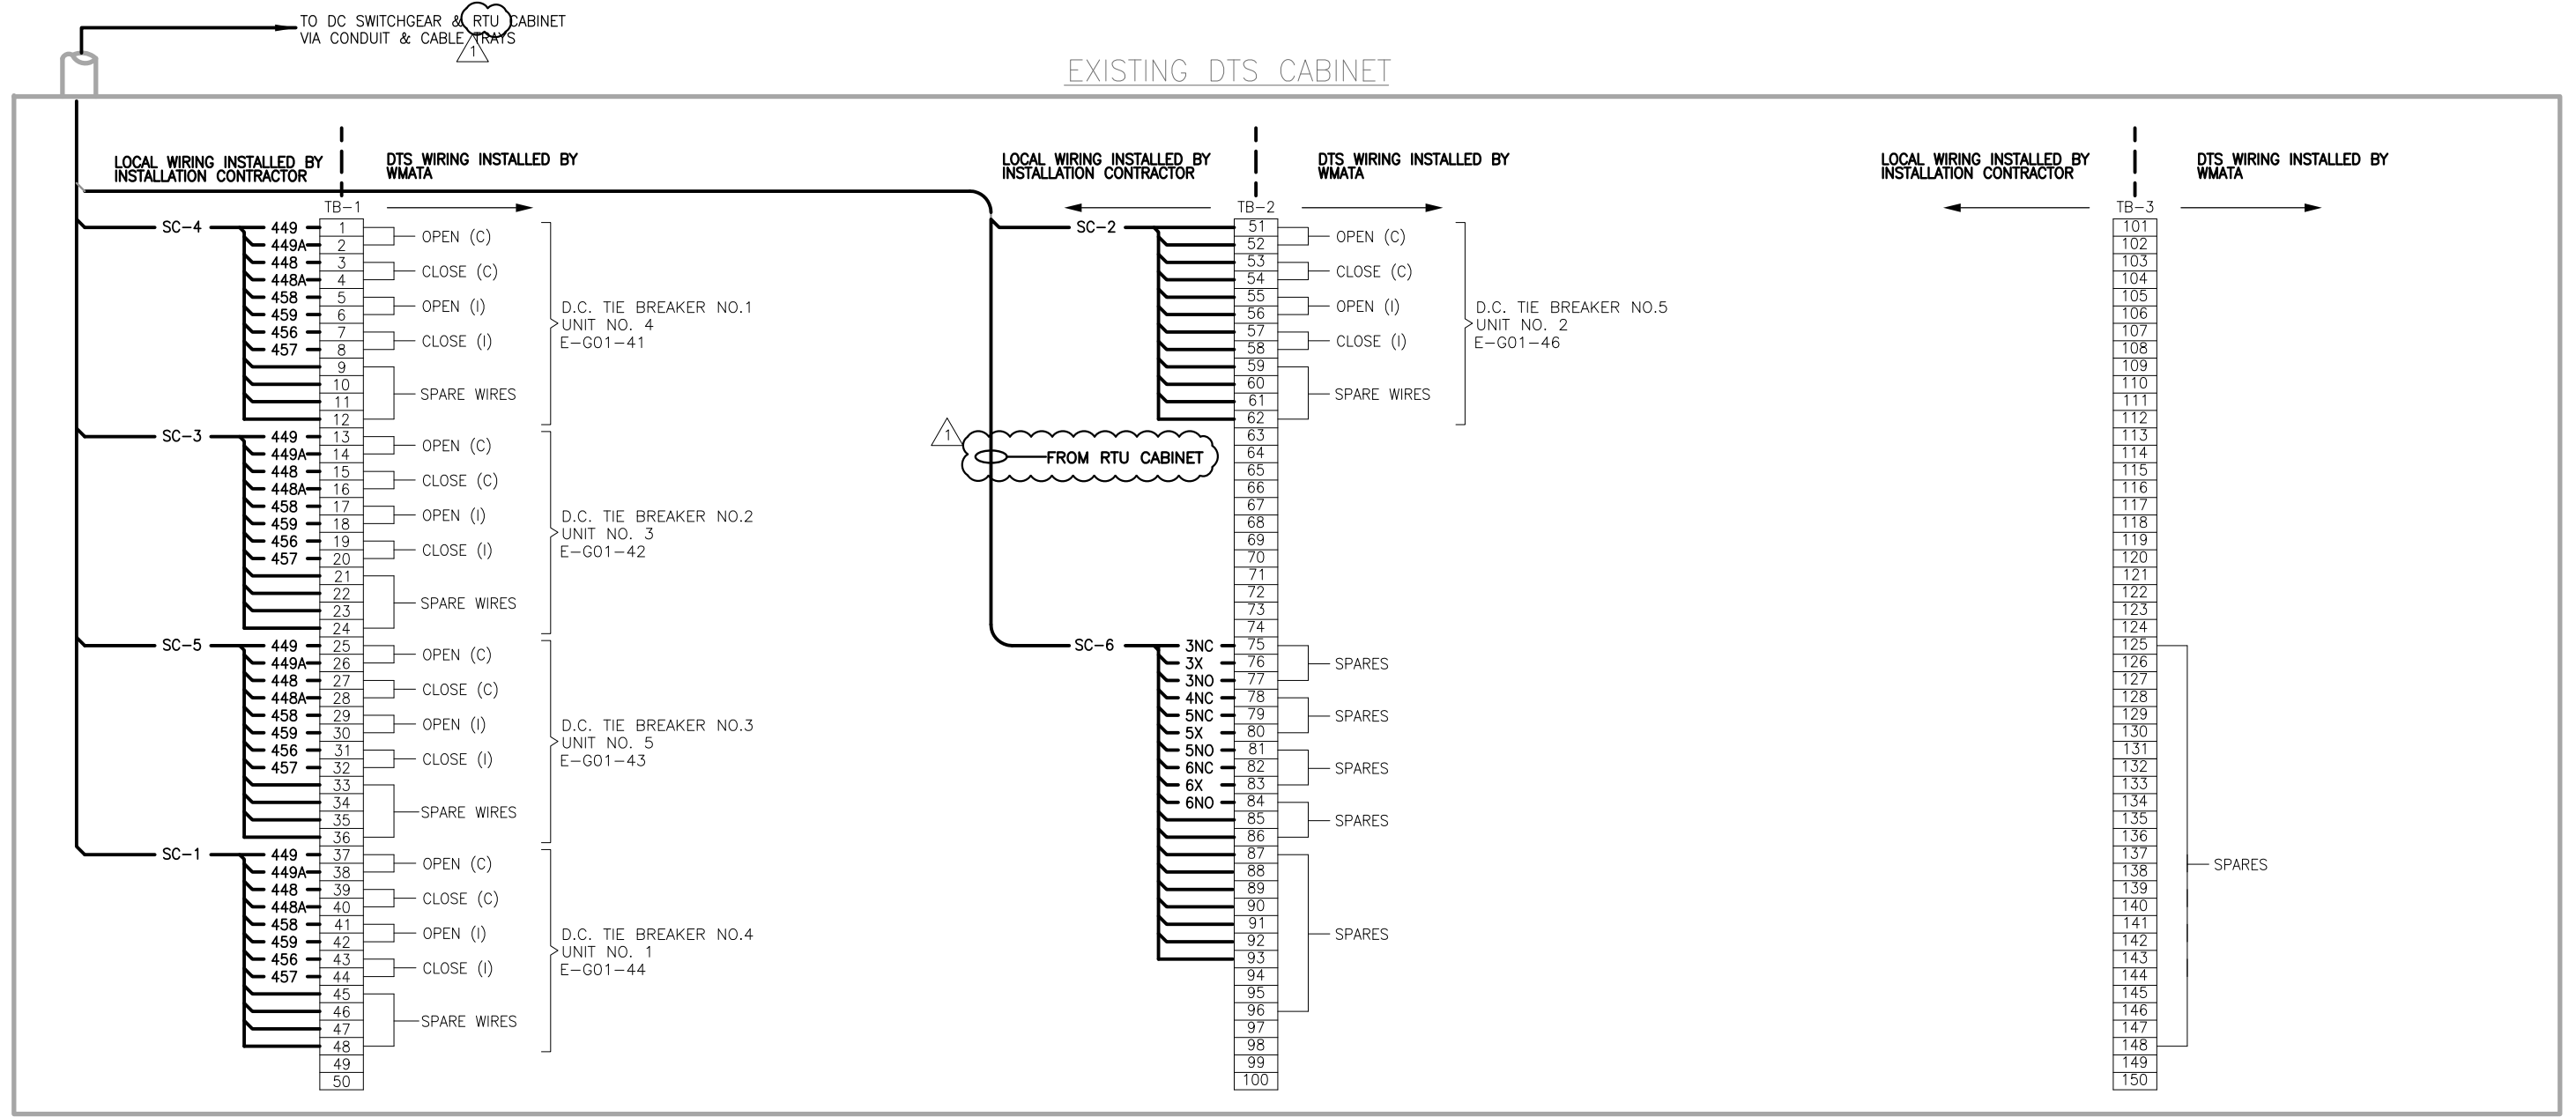 TO DC SWITCHGEAR & RTU CABINET
VIA CONDUIT & CABLE TRAYS
1
EXISTING DTS CABINET
LOCAL WIRING INSTALLED BY
INSTALLATION CONTRACTOR
DTS WIRING INSTALLED BY
WMATA
TB-1
SC-4
449 1
449A 2
OPEN (C)
448 3
448A 4
CLOSE (C)
458 5
459 6
OPEN (I)
456 7
457 8
CLOSE (I)
9
10
11
12
SPARE WIRES
D.C. TIE BREAKER NO.1
UNIT NO. 4
E-G01-41
SC-3
449 13
449A 14
OPEN (C)
448 15
448A 16
CLOSE (C)
458 17
459 18
OPEN (I)
456 19
457 20
CLOSE (I)
21
22
23
24
SPARE WIRES
D.C. TIE BREAKER NO.2
UNIT NO. 3
E-G01-42
SC-5
449 25
449A 26
OPEN (C)
448 27
448A 28
CLOSE (C)
458 29
459 30
OPEN (I)
456 31
457 32
CLOSE (I)
33
34
35
36
SPARE WIRES
D.C. TIE BREAKER NO.3
UNIT NO. 5
E-G01-43
SC-1
449 37
449A 38
OPEN (C)
448 39
448A 40
CLOSE (C)
458 41
459 42
OPEN (I)
456 43
457 44
CLOSE (I)
45
46
47
48
SPARE WIRES
D.C. TIE BREAKER NO.4
UNIT NO. 1
E-G01-44
49
50
LOCAL WIRING INSTALLED BY
INSTALLATION CONTRACTOR
DTS WIRING INSTALLED BY
WMATA
TB-2
SC-2
51
52
OPEN (C)
53
54
CLOSE (C)
55
56
OPEN (I)
57
58
CLOSE (I)
59
60
61
62
SPARE WIRES
D.C. TIE BREAKER NO.5
UNIT NO. 2
E-G01-46
1
FROM RTU CABINET
63
64
65
66
67
68
69
70
71
72
73
74
SC-6
3NC 75
3X 76
3NO 77
SPARES
4NC 78
5NC 79
5X 80
SPARES
5NO 81
6NC 82
6X 83
SPARES
6NO 84
85
86
SPARES
87
88
89
90
91
92
93
94
95
96
SPARES
97
98
99
100
LOCAL WIRING INSTALLED BY
INSTALLATION CONTRACTOR
DTS WIRING INSTALLED BY
WMATA
TB-3
101
102
103
104
105
106
107
108
109
110
111
112
113
114
115
116
117
118
119
120
121
122
123
124
125
126
127
128
129
130
131
132
133
134
135
136
137
138
139
140
141
142
143
144
145
146
147
148
SPARES
149
150